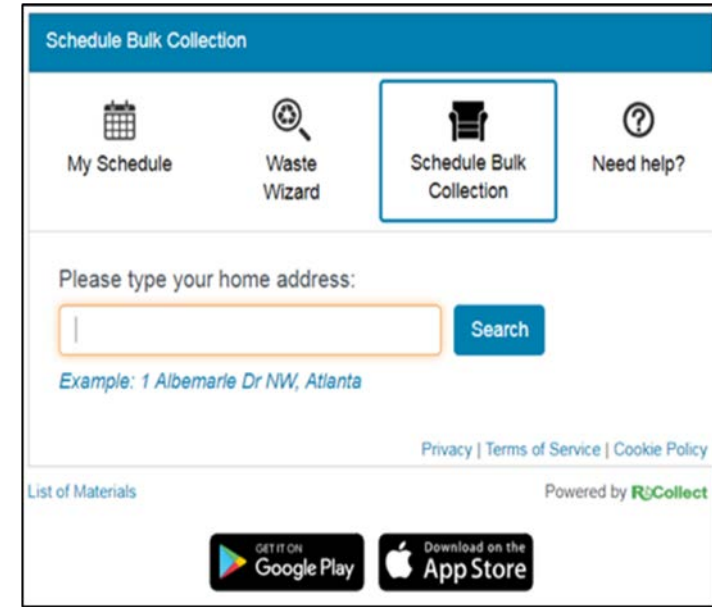 Schedule Bulk Collection
My Schedule
Waste
Wizard
Schedule Bulk
Collection
Need help?
Please type your home address:
Search
Example: 1 Albemarle Dr NW, Atlanta
Privacy | Terms of Service | Cookie Policy
List of Materials
Powered by ReCollect
GET IT ON
Google Play
Download on the
App Store